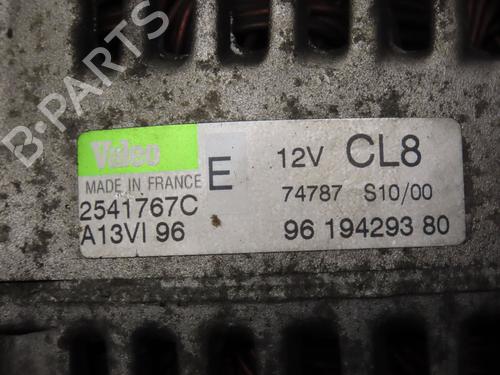 B-PARTS
Valeo
MADE IN FRANCE
E
12V CL8
2541767C
74787 S10/00
A13VI 96
96 194293 80